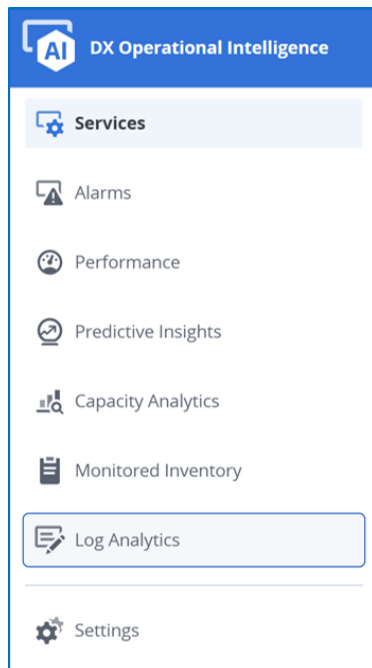 AI
DX Operational Intelligence
Services
Alarms
Performance
Predictive Insights
Capacity Analytics
Monitored Inventory
Log Analytics
Settings